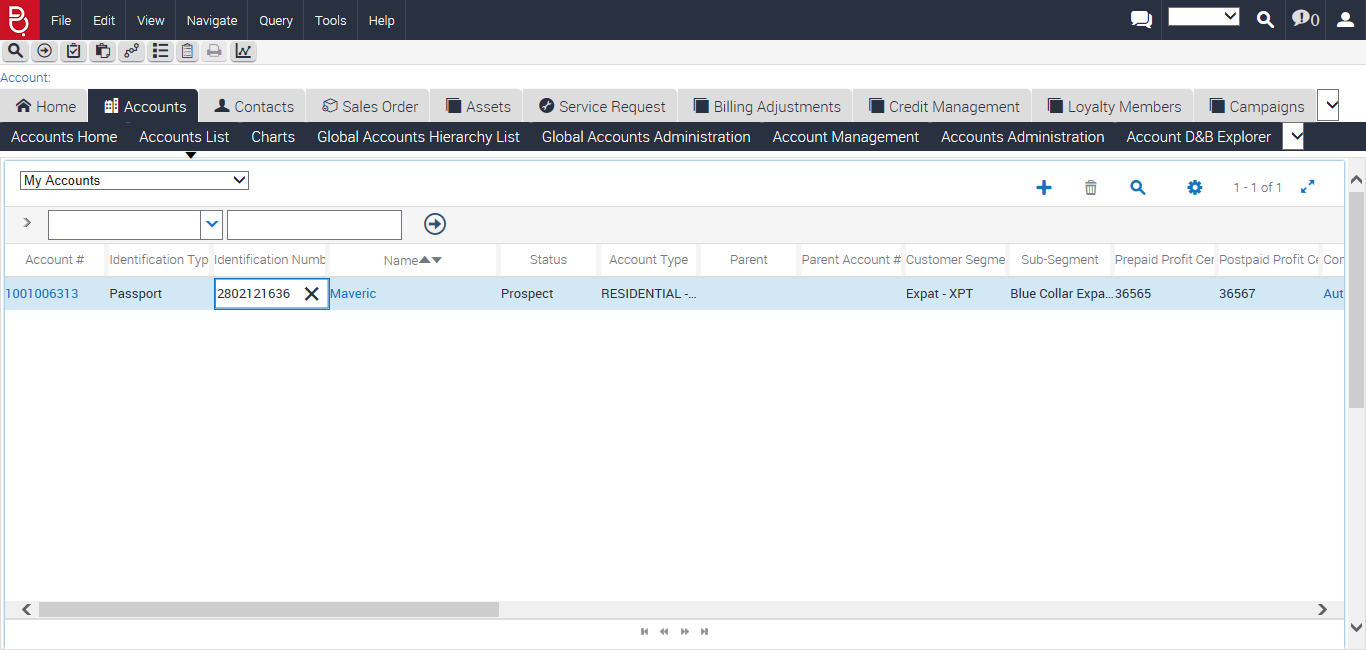 File Edit View Navigate Query Tools Help 0
Account:
Home Accounts Contacts Sales Order Assets Service Request Billing Adjustments Credit Management Loyalty Members Campaigns
Accounts Home Accounts List Charts Global Accounts Hierarchy List Global Accounts Administration Account Management Accounts Administration Account D&B Explorer
My Accounts 1 - 1 of 1
Account # Identification Typ Identification Numb Name Status Account Type Parent Parent Account # Customer Segme Sub-Segment Prepaid Profit Cer Postpaid Profit Ce Con
1001006313 Passport 2802121636 Maveric Prospect RESIDENTIAL -... Expat - XPT Blue Collar Expa... 36565 36567 Aut